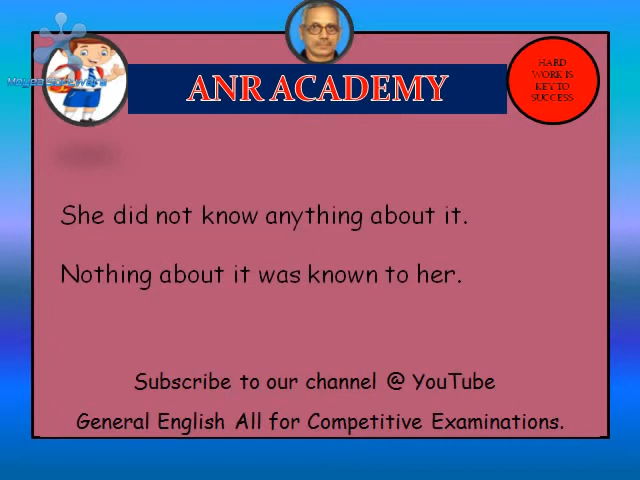 ANR ACADEMY
HARD
WORK IS
KEY TO
SUCCESS
She did not know anything about it.
Nothing about it was known to her.
Subscribe to our channel @ YouTube
General English All for Competitive Examinations.